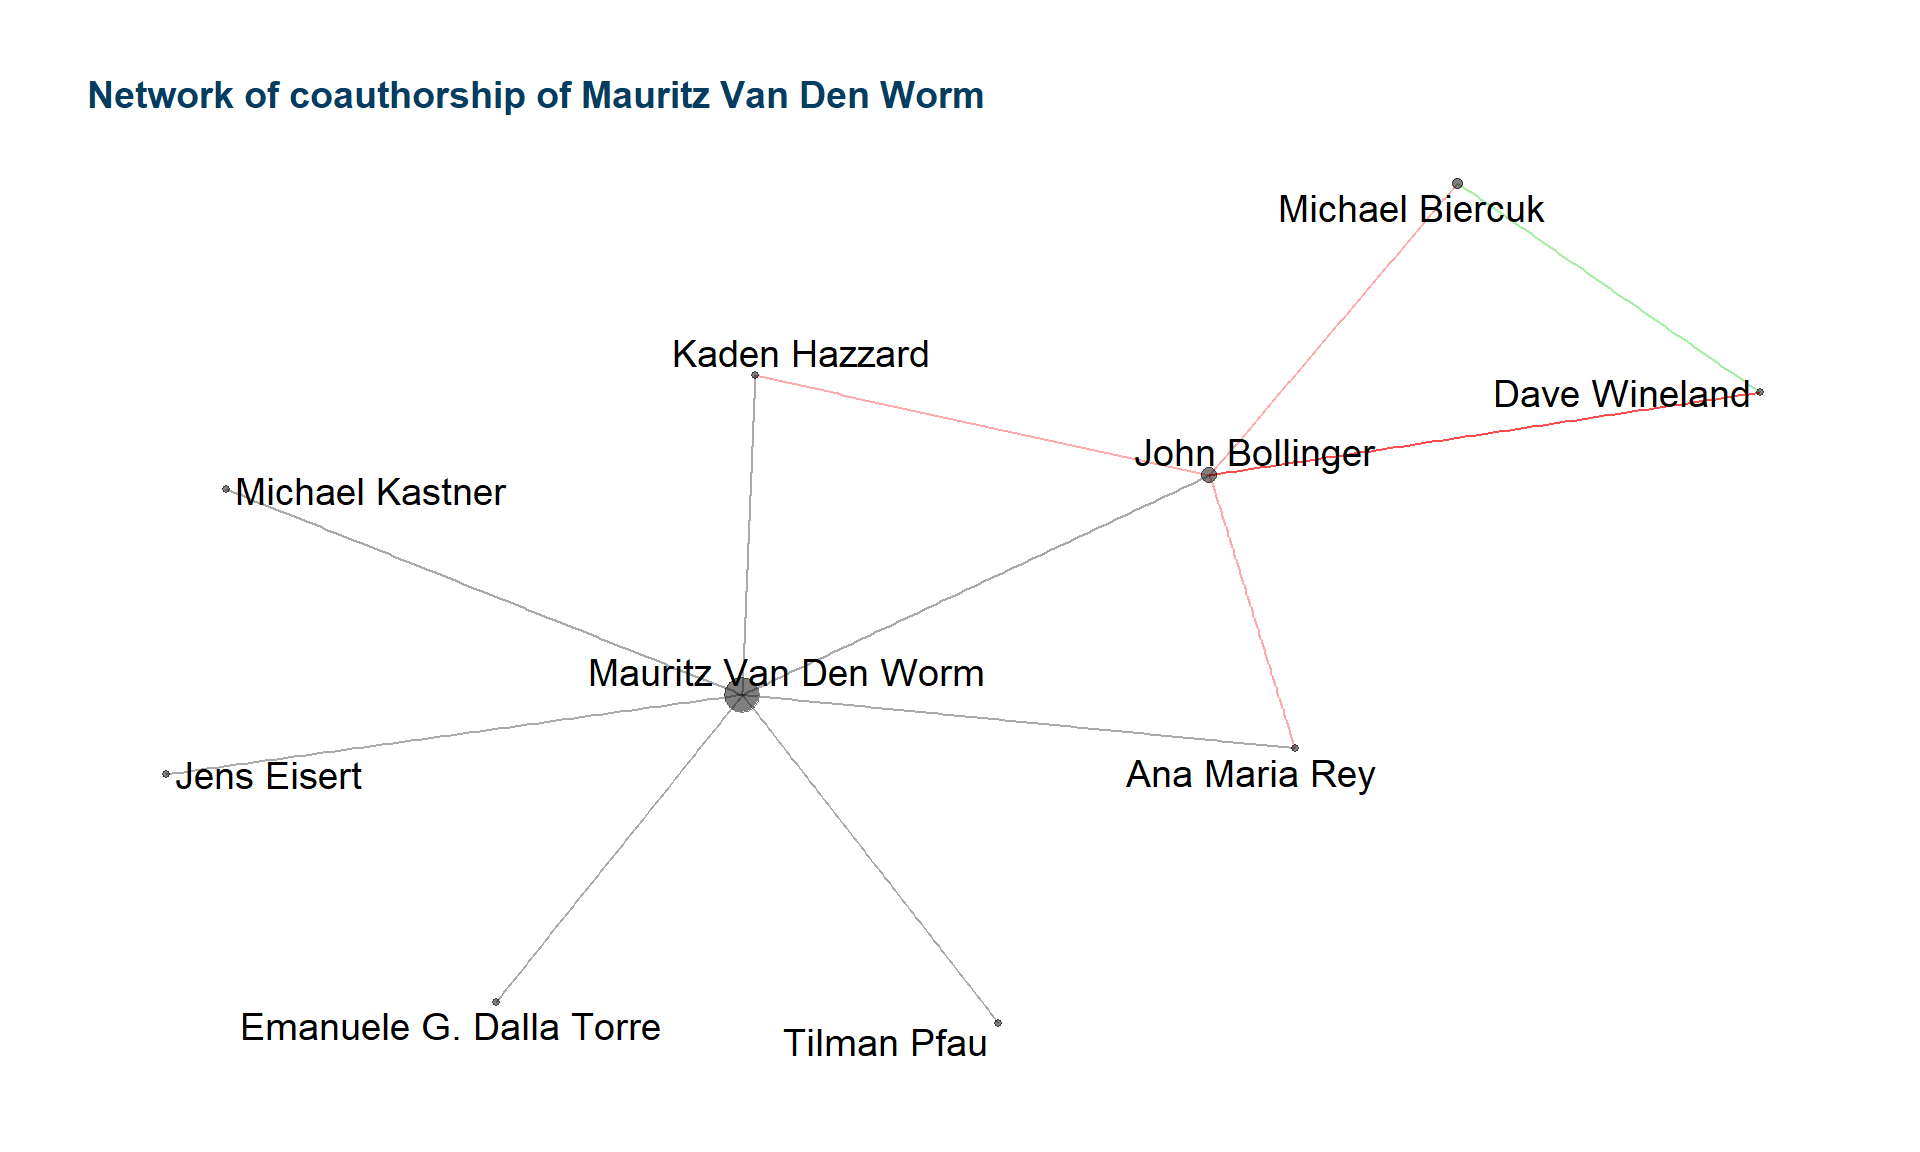 Network of coauthorship of Mauritz Van Den Worm
Michael Biercuk
Kaden Hazzard
Dave Wineland
John Bollinger
Michael Kastner
Mauritz Van Den Worm
Jens Eisert
Ana Maria Rey
Emanuele G. Dalla Torre
Tilman Pfau